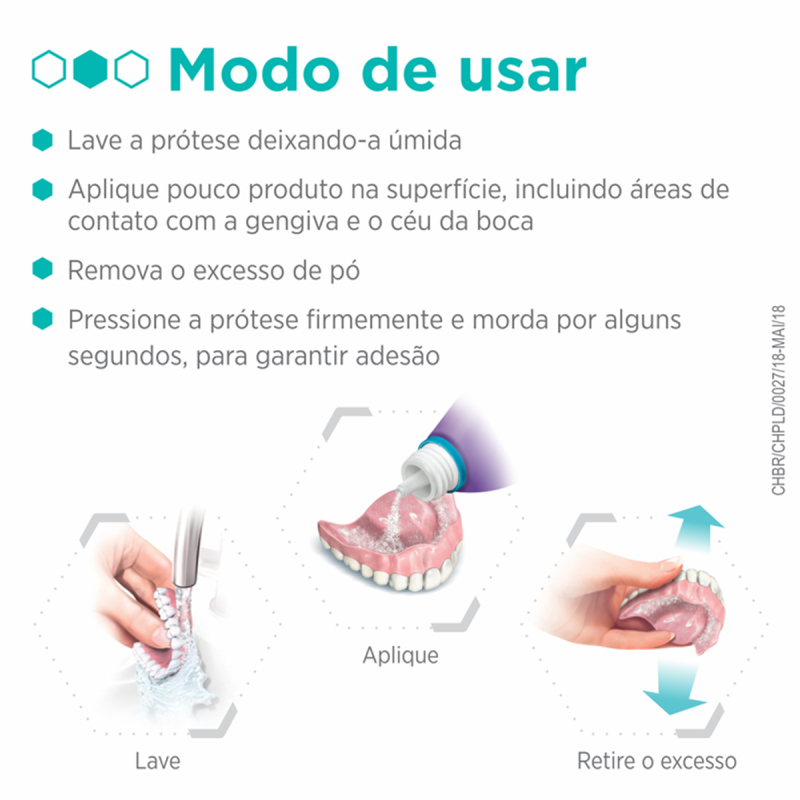 Modo de usar
Lave a prótese deixando-a úmida
Aplique pouco produto na superfície, incluindo áreas de
contato com a gengiva e o céu da boca
Remova o excesso de pó
Pressione a prótese firmemente e morda por alguns
segundos, para garantir adesão
CHBR/CHPLD/0027/18-MAI/18
Aplique
Lave
Retire o excesso